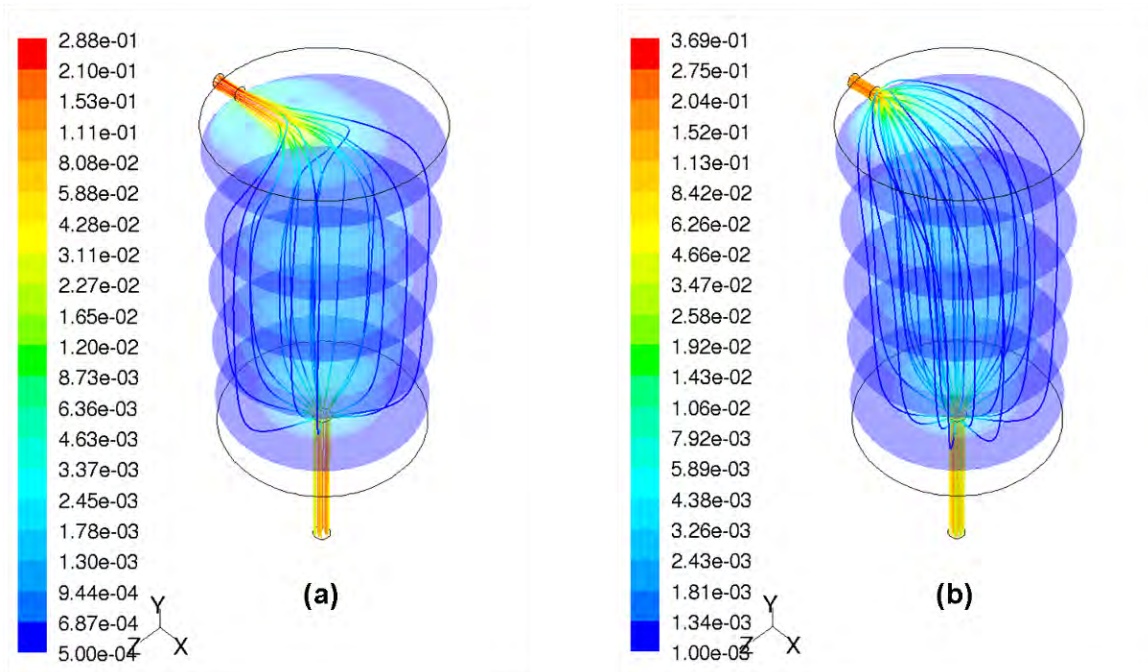 2.88e-01
2.10e-01
1.53e-01
1.11e-01
8.08e-02
5.88e-02
4.28e-02
3.11e-02
2.27e-02
1.65e-02
1.20e-02
8.73e-03
6.36e-03
4.63e-03
3.37e-03
2.45e-03
1.78e-03
1.30e-03
9.44e-04
6.87e-04
5.00e-04
Y
Z X
(a)
3.69e-01
2.75e-01
2.04e-01
1.52e-01
1.13e-01
8.42e-02
6.26e-02
4.66e-02
3.47e-02
2.58e-02
1.92e-02
1.43e-02
1.06e-02
7.92e-03
5.89e-03
4.38e-03
3.26e-03
2.43e-03
1.81e-03
1.34e-03
1.00e-03
Y
Z X
(b)